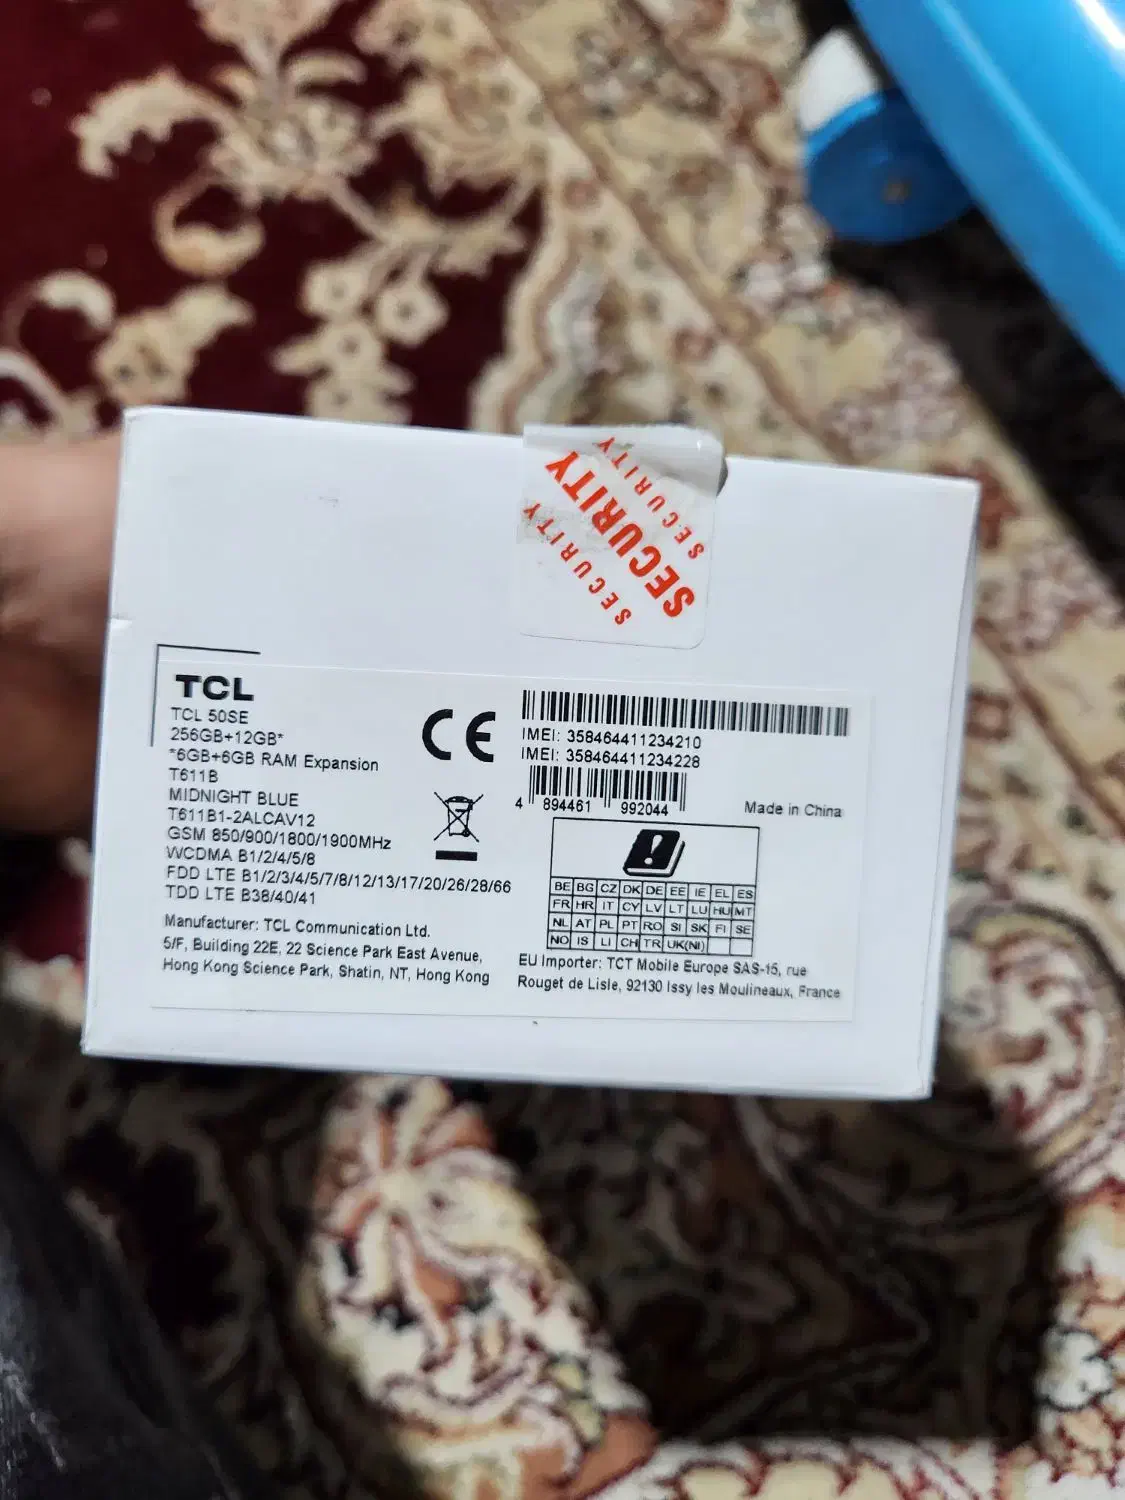 SECURITY
SECURITY
SECURITY
TCL
TCL 50SE
256GB+12GB*
*6GB+6GB RAM Expansion
T611B
MIDNIGHT BLUE
T611B1-2ALCAV12
GSM 850/900/1800/1900MHz
WCDMA B1/2/4/5/8
FDD LTE B1/2/3/4/5/7/8/12/13/17/20/26/28/66
TDD LTE B38/40/41
Manufacturer: TCL Communication Ltd.
5/F, Building 22E, 22 Science Park East Avenue,
Hong Kong Science Park, Shatin, NT, Hong Kong
CE
IMEI: 358464411234210
IMEI: 358464411234228
4 894461 992044
Made in China
BE BG CZ DK DE EE IE EL ES
FR HR IT CY LV LT LU HU MT
NL AT PL PT RO SI SK FI SE
NO IS LI CH TR UK(NI)
EU Importer: TCT Mobile Europe SAS-15, rue
Rouget de Lisle, 92130 Issy les Moulineaux, France